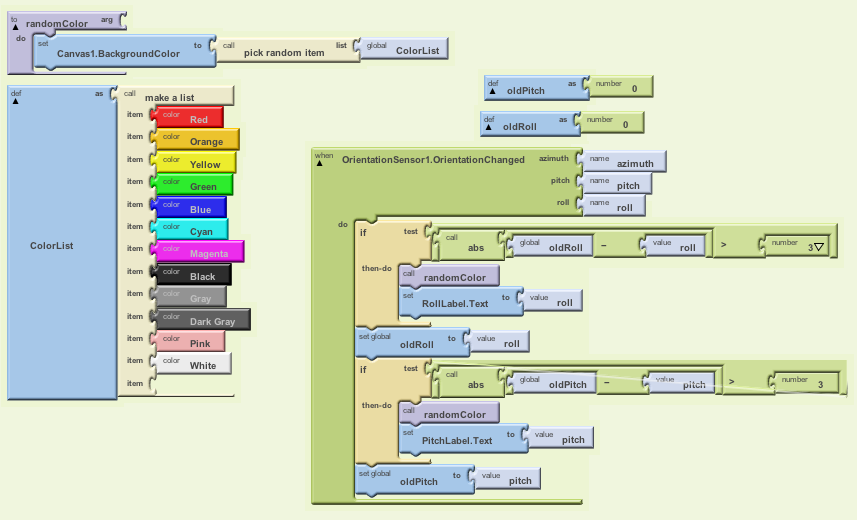 to randomColor arg
do set Canvas1.BackgroundColor to call pick random item list global ColorList
def ColorList as call make a list
item color Red
item color Orange
item color Yellow
item color Green
item color Blue
item color Cyan
item color Magenta
item color Black
item color Gray
item color Dark Gray
item color Pink
item color White
item
def oldPitch as number 0
def oldRoll as number 0
when OrientationSensor1.OrientationChanged azimuth name azimuth
pitch name pitch
roll name roll
do if test call abs global oldRoll - value roll > number 3
then-do call randomColor
set RollLabel.Text to value roll
set global oldRoll to value roll
if test call abs global oldPitch - value pitch > number 3
then-do call randomColor
set PitchLabel.Text to value pitch
set global oldPitch to value pitch